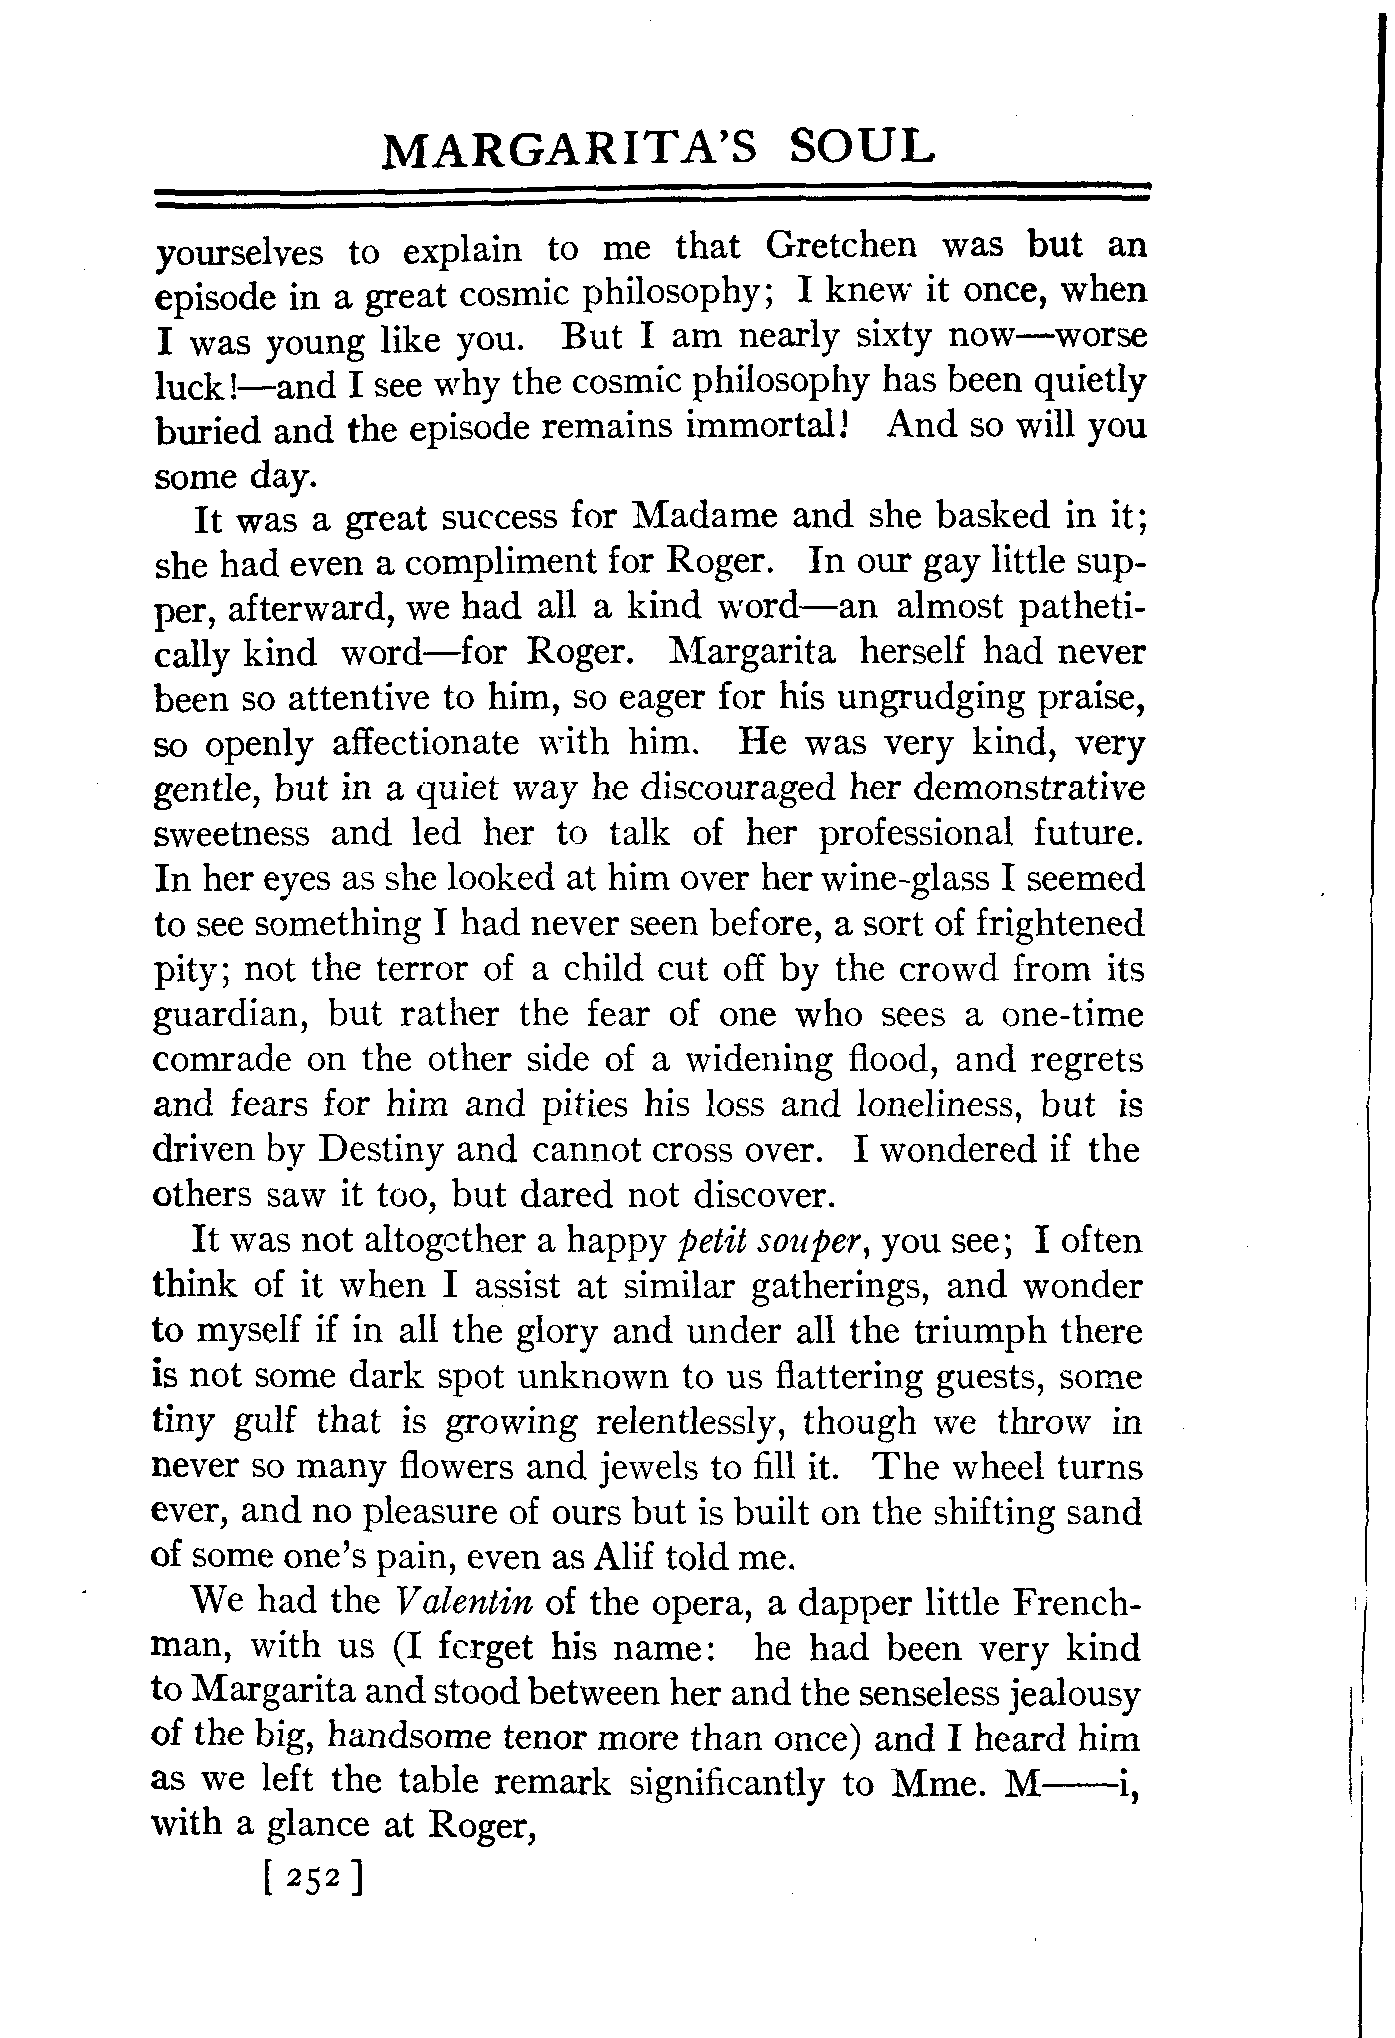 MARGARITA'S SOUL
yourselves to explain to me that Gretchen was but an
episode in a great cosmic philosophy; I knew it once, when
I was young like you. But I am nearly sixty now—worse
luck!—and I see why the cosmic philosophy has been quietly
buried and the episode remains immortal! And so will you
some day.
It was a great success for Madame and she basked in it;
she had even a compliment for Roger. In our gay little sup-
per, afterward, we had all a kind word—an almost patheti-
cally kind word—for Roger. Margarita herself had never
been so attentive to him, so eager for his ungrudging praise,
so openly affectionate with him. He was very kind, very
gentle, but in a quiet way he discouraged her demonstrative
sweetness and led her to talk of her professional future.
In her eyes as she looked at him over her wine-glass I seemed
to see something I had never seen before, a sort of frightened
pity; not the terror of a child cut off by the crowd from its
guardian, but rather the fear of one who sees a one-time
comrade on the other side of a widening flood, and regrets
and fears for him and pities his loss and loneliness, but is
driven by Destiny and cannot cross over. I wondered if the
others saw it too, but dared not discover.
It was not altogether a happy petit souper, you see; I often
think of it when I assist at similar gatherings, and wonder
to myself if in all the glory and under all the triumph there
is not some dark spot unknown to us flattering guests, some
tiny gulf that is growing relentlessly, though we throw in
never so many flowers and jewels to fill it. The wheel turns
ever, and no pleasure of ours but is built on the shifting sand
of some one's pain, even as Alif told me.
We had the Valentin of the opera, a dapper little French-
man, with us (I forget his name: he had been very kind
to Margarita and stood between her and the senseless jealousy
of the big, handsome tenor more than once) and I heard him
as we left the table remark significantly to Mme. M——i,
with a glance at Roger,
[ 252 ]